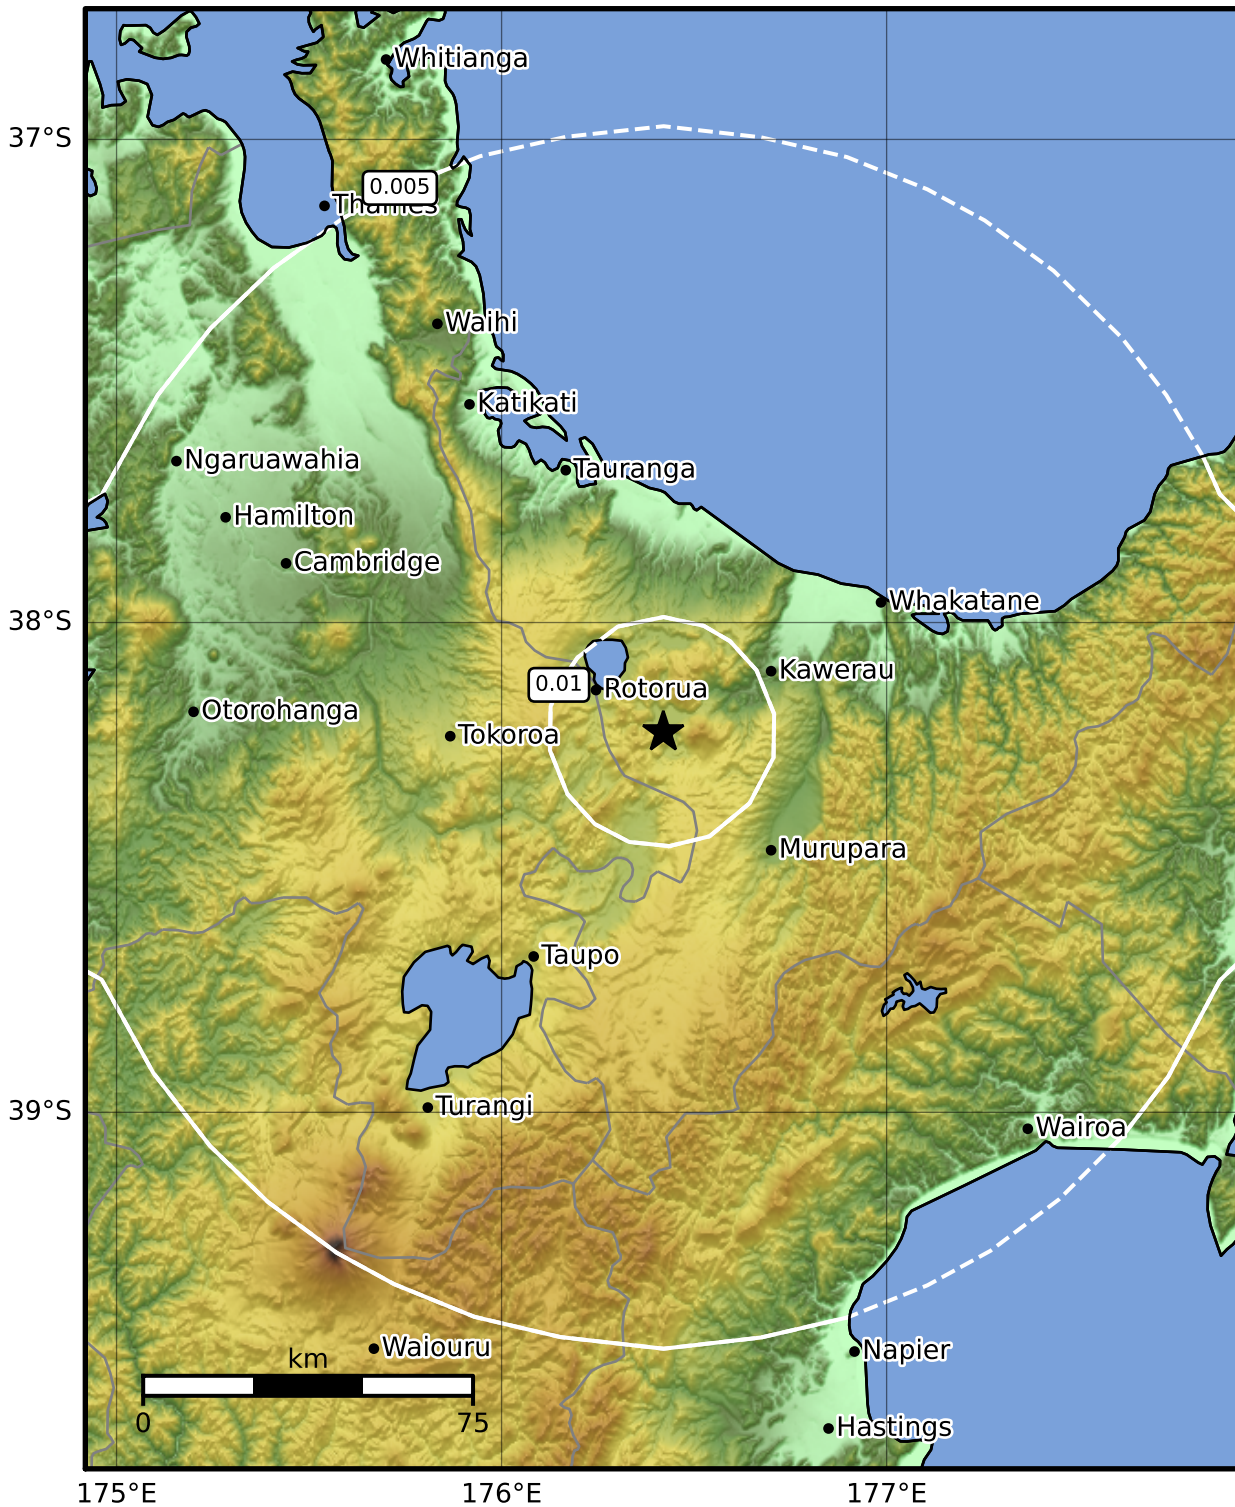 Whitianga
37°S
0.005
Thames
Waihi
Katikati
Ngaruawahia
Tauranga
Hamilton
Cambridge
38°S
Whakatane
0.01
Rotorua
Kawerau
Otorohanga
Tokoroa
Murupara
Taupo
39°S
Turangi
Wairoa
Waiouru
Napier
km
0 75
Hastings
175°E 176°E 177°E